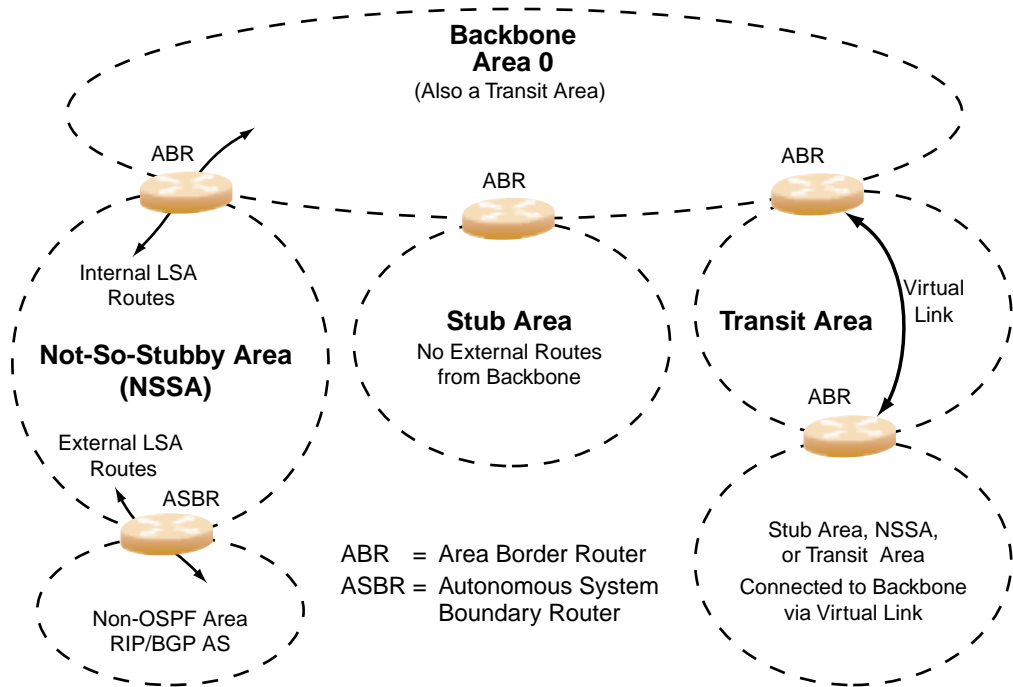 Backbone
Area 0
(Also a Transit Area)
ABR
ABR
ABR
Internal LSA
Routes
Not-So-Stubby Area
(NSSA)
External LSA
Routes
ASBR
Non-OSPF Area
RIP/BGP AS
Stub Area
No External Routes
from Backbone
Transit Area
Virtual
Link
ABR
Stub Area, NSSA,
or Transit Area
Connected to Backbone
via Virtual Link
ABR = Area Border Router
ASBR = Autonomous System
Boundary Router